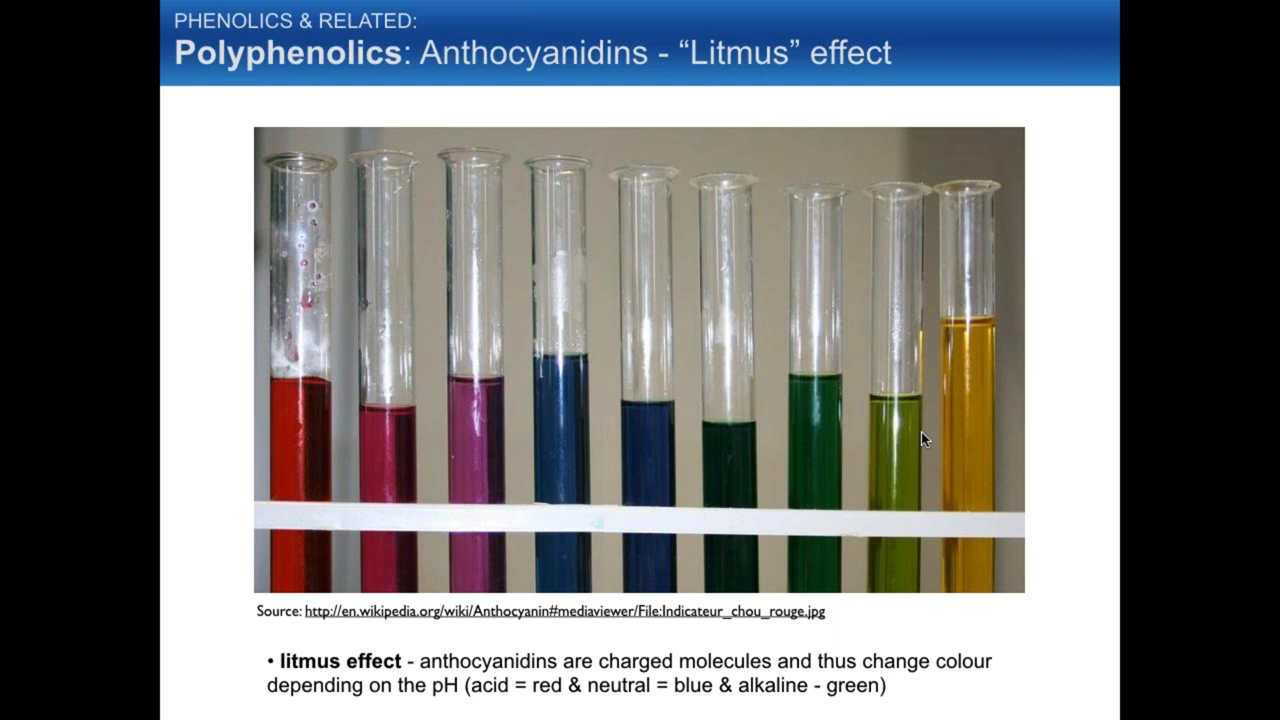 PHENOLICS & RELATED:
Polyphenolics: Anthocyanidins - “Litmus” effect
Source: http://en.wikipedia.org/wiki/Anthocyanin#mediaviewer/File:Indicateur_chou_rouge.jpg
• litmus effect - anthocyanidins are charged molecules and thus change colour
depending on the pH (acid = red & neutral = blue & alkaline - green)